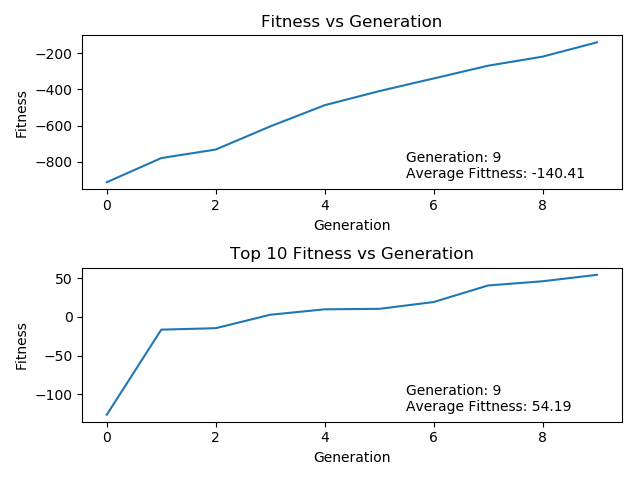 Fitness vs Generation
−200
−400
−600
−800
Fitness
Generation: 9
Average Fittness: -140.41
0 2 4 6 8
Generation
Top 10 Fitness vs Generation
50
0
−50
−100
Fitness
Generation: 9
Average Fittness: 54.19
0 2 4 6 8
Generation